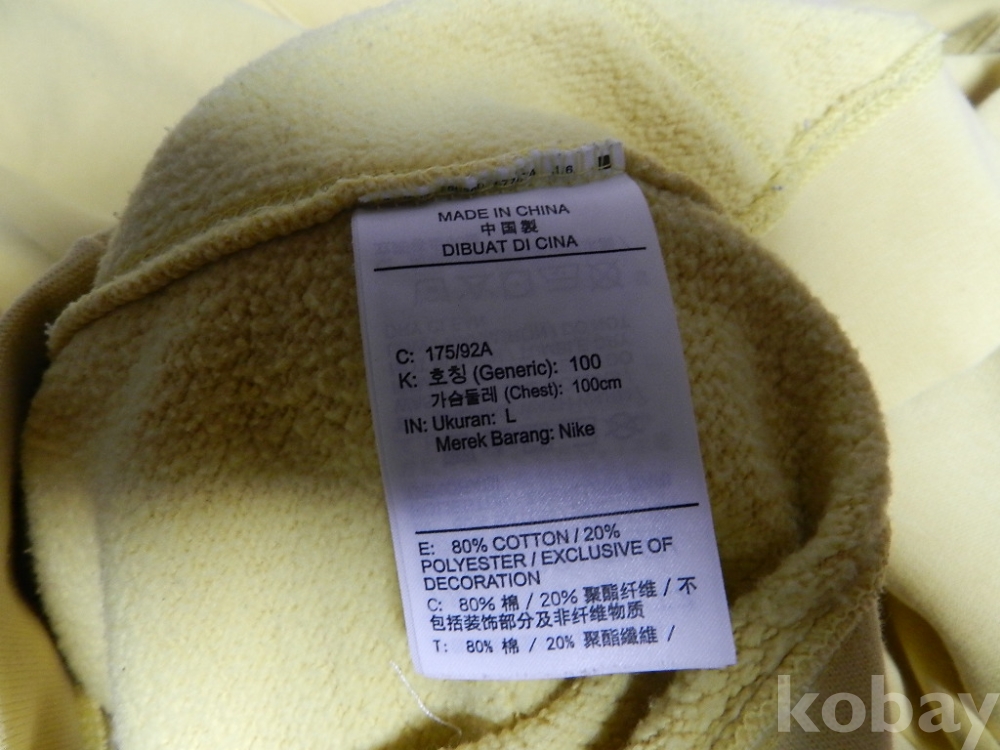 MADE IN CHINA
中国製
DIBUAT DI CINA
C: 175/92A
K: 호칭 (Generic): 100
가슴둘레 (Chest): 100cm
IN: Ukuran: L
Merek Barang: Nike
E: 80% COTTON / 20%
POLYESTER / EXCLUSIVE OF
DECORATION
C: 80% 棉 / 20% 聚酯纤维 / 不
包括装饰部分及非纤维物质
T: 80% 棉 / 20% 聚酯纖維 /
kobay